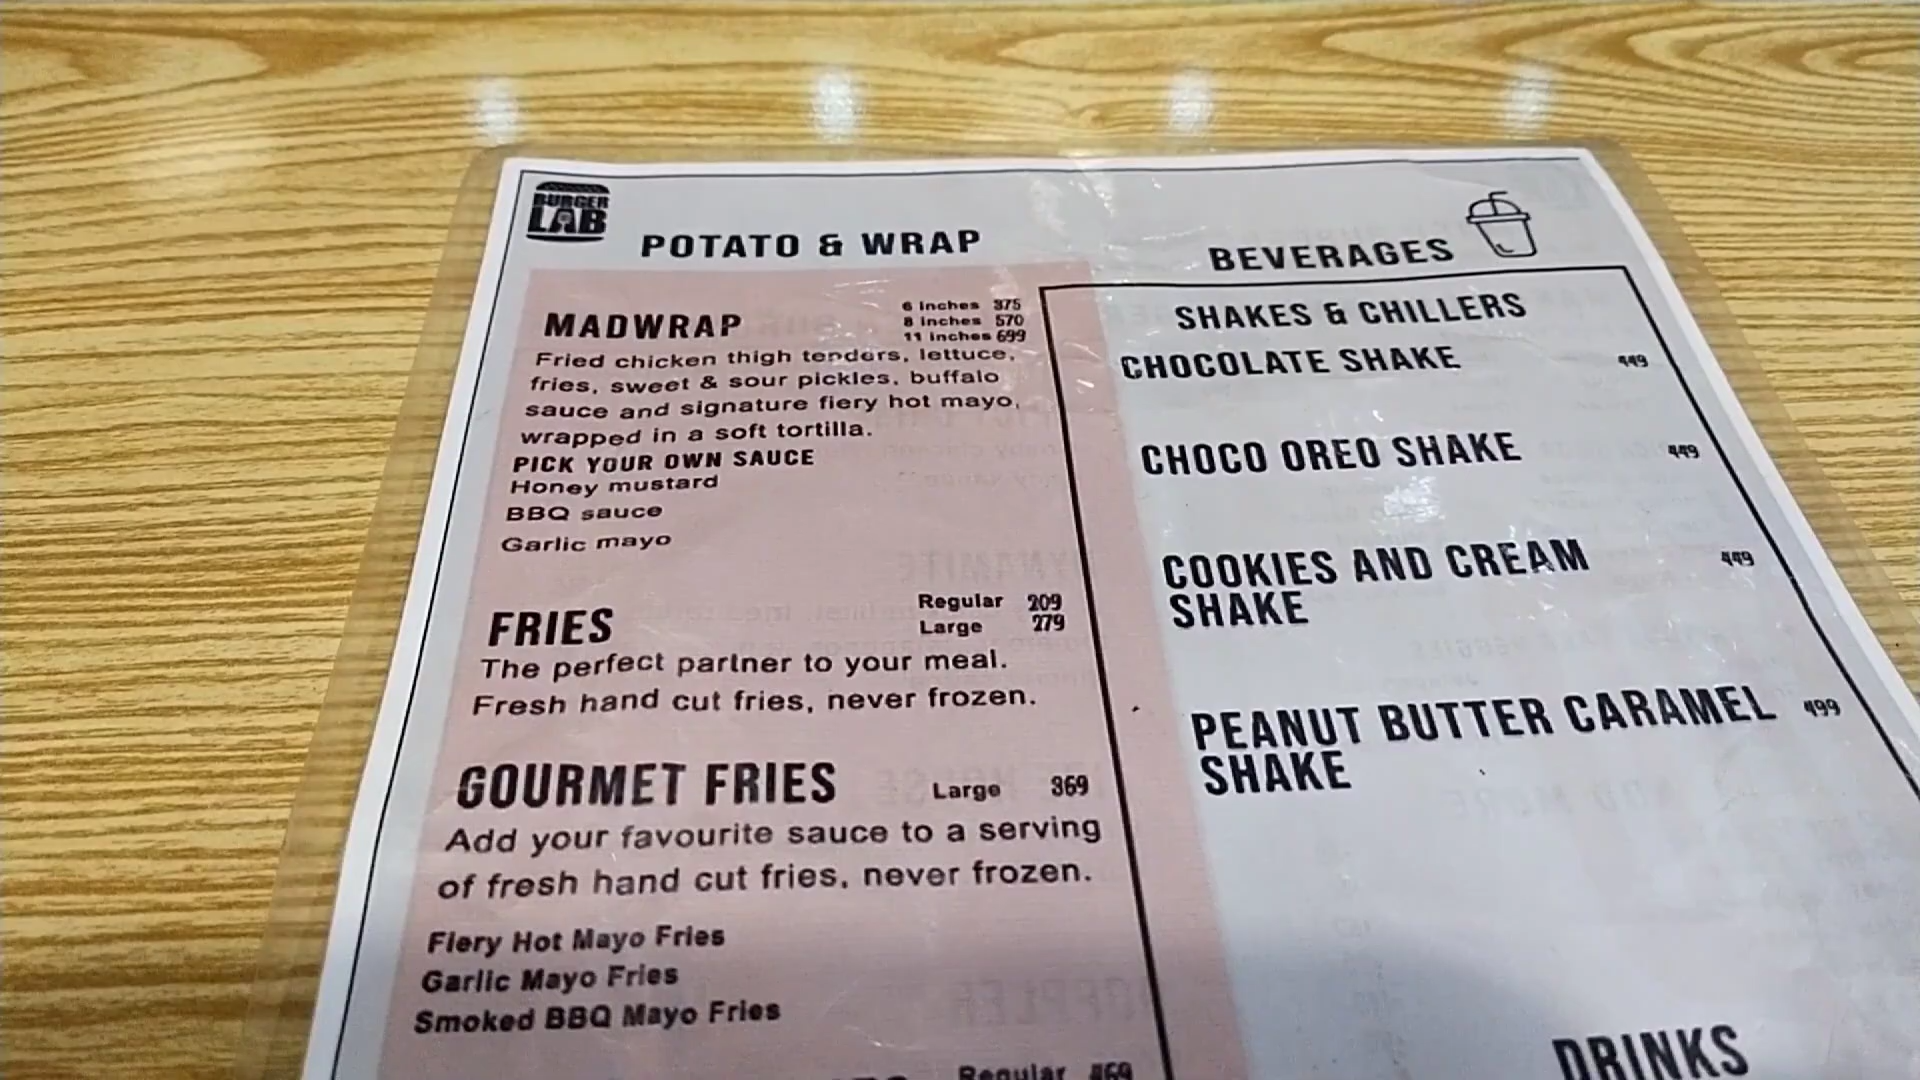 BURGER
LAB
POTATO & WRAP
MADWRAP
6 inches 375
8 inches 570
11 inches 699
Fried chicken thigh tenders, lettuce,
fries, sweet & sour pickles, buffalo
sauce and signature fiery hot mayo,
wrapped in a soft tortilla.
PICK YOUR OWN SAUCE
Honey mustard
BBQ sauce
Garlic mayo
FRIES
Regular 209
Large 279
The perfect partner to your meal.
Fresh hand cut fries, never frozen.
GOURMET FRIES Large 369
Add your favourite sauce to a serving
of fresh hand cut fries, never frozen.
Fiery Hot Mayo Fries
Garlic Mayo Fries
Smoked BBQ Mayo Fries
Regular 469
BEVERAGES
SHAKES & CHILLERS
CHOCOLATE SHAKE 449
CHOCO OREO SHAKE 449
COOKIES AND CREAM 449
SHAKE
PEANUT BUTTER CARAMEL 499
SHAKE
DRINKS